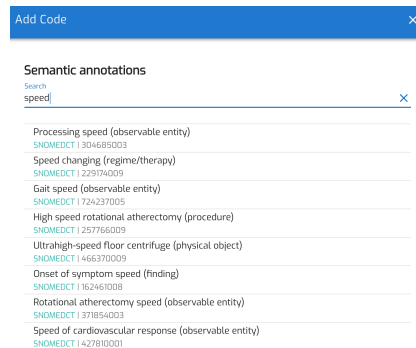 Add Code ×
Semantic annotations
Search
speed ×
Processing speed (observable entity)
SNOMEDCT | 304685003
Speed changing (regime/therapy)
SNOMEDCT | 229174009
Gait speed (observable entity)
SNOMEDCT | 724237005
High speed rotational atherectomy (procedure)
SNOMEDCT | 257766009
Ultrahigh-speed floor centrifuge (physical object)
SNOMEDCT | 466370009
Onset of symptom speed (finding)
SNOMEDCT | 162461008
Rotational atherectomy speed (observable entity)
SNOMEDCT | 371854003
Speed of cardiovascular response (observable entity)
SNOMEDCT | 427810001